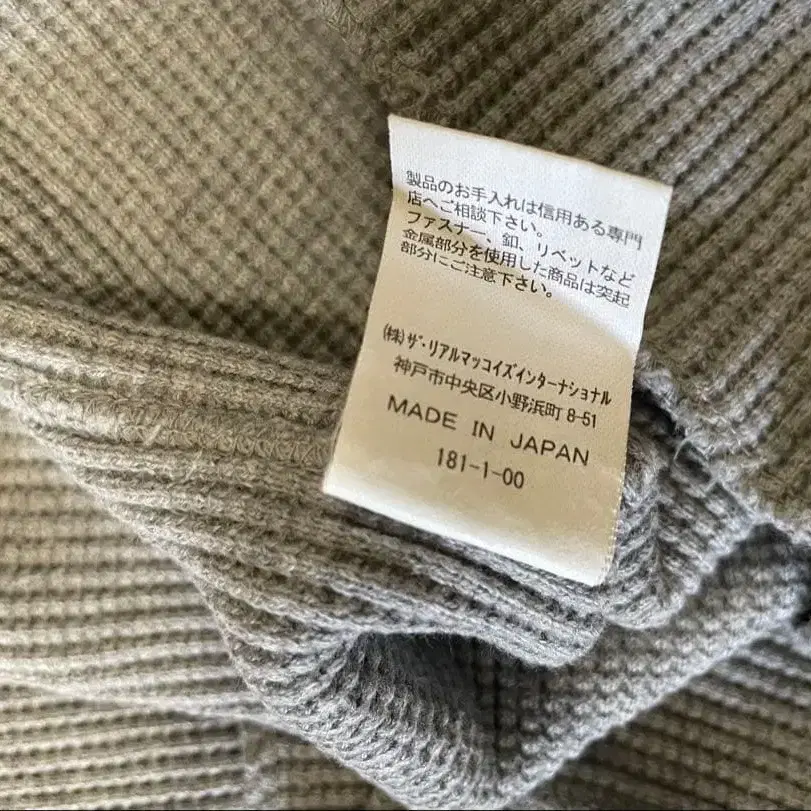 製品のお手入れは信用ある専門
店へご相談下さい。
ファスナー、釦、リベットなど
金属部分を使用した商品は突起
部分にご注意下さい。
㈱ザ・リアルマッコイズインターナショナル
神戸市中央区小野浜町 8-51
MADE IN JAPAN
181-1-00